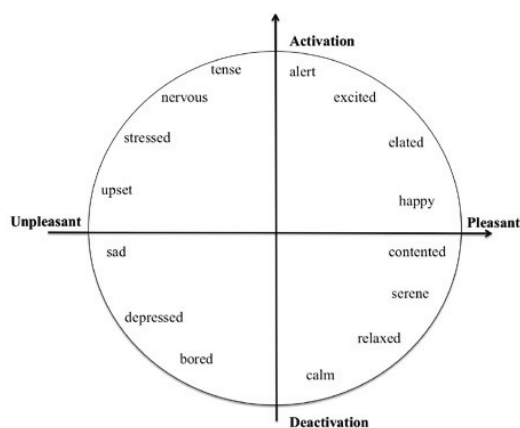 Activation
tense
alert
nervous
excited
stressed
elated
upset
happy
Unpleasant
Pleasant
sad
contented
serene
depressed
relaxed
bored
calm
Deactivation